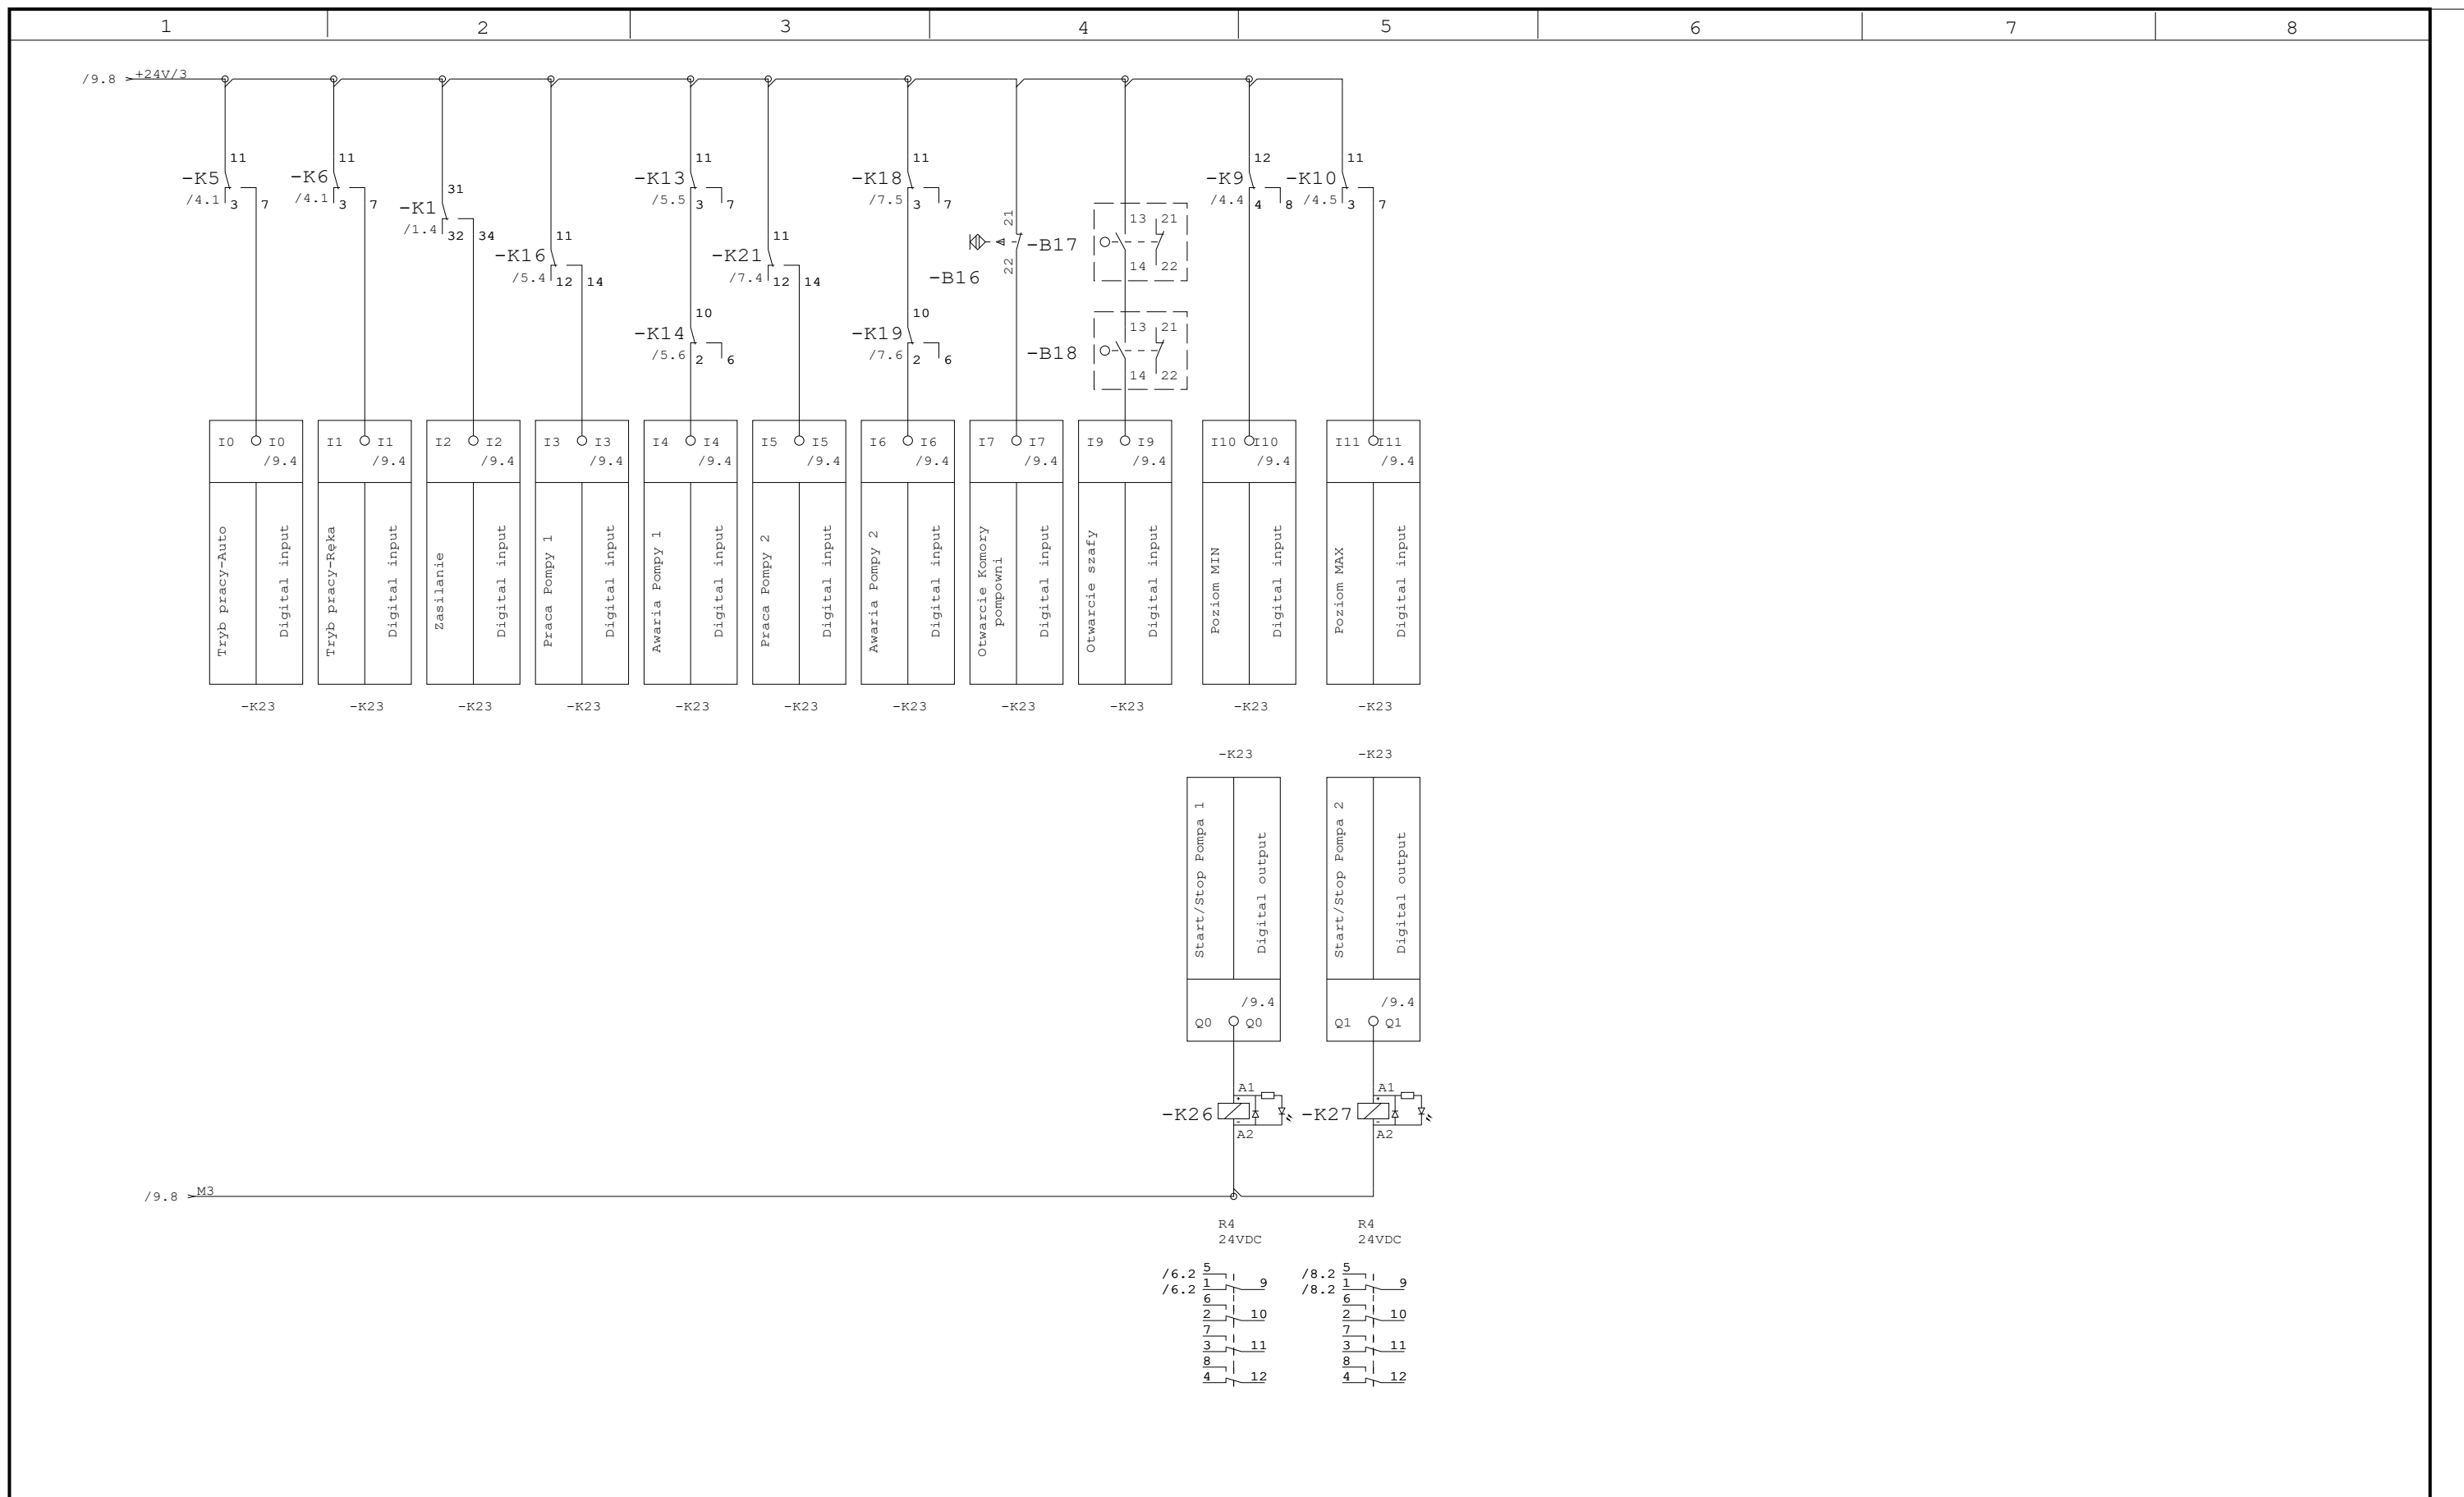 1 2 3 4 5 6 7 8
/9.8 +24V/3
11 11 11 11 12 11
-K5 -K6 -K13 -K18 -K9 -K10
/4.1 3 7 /4.1 3 7 /5.5 3 7 /7.5 3 7 /4.4 4 8 /4.5 3 7
31
-K1
/1.4 32 34
21 -B17 13 21
22 14 22
11 11
-K16 -K21 -B16
/5.4 12 14 /7.4 12 14
10 10 13 21
-K14 -K19 -B18
/5.6 2 6 /7.6 2 6 14 22
I0 I0 I1 I1 I2 I2 I3 I3 I4 I4 I5 I5 I6 I6 I7 I7 I9 I9 I10 I10 I11 I11
/9.4 /9.4 /9.4 /9.4 /9.4 /9.4 /9.4 /9.4 /9.4 /9.4 /9.4
Tryb pracy-Auto
Digital input
Tryb pracy-Ręka
Digital input
Zasilanie
Digital input
Praca Pompy 1
Digital input
Awaria Pompy 1
Digital input
Praca Pompy 2
Digital input
Awaria Pompy 2
Digital input
Otwarcie Komory
pompowni
Digital input
Otwarcie szafy
Digital input
Poziom MIN
Digital input
Poziom MAX
Digital input
-K23 -K23 -K23 -K23 -K23 -K23 -K23 -K23 -K23 -K23 -K23
-K23 -K23
Start/Stop Pompa 1
Digital output
Start/Stop Pompa 2
Digital output
/9.4 /9.4
Q0 Q0 Q1 Q1
A1 A1
+ +
-K26 -K27
- -
A2 A2
/9.8 M3
R4 R4
24VDC 24VDC
/6.2 5 /8.2 5
/6.2 1 9 /8.2 1 9
6 6
2 10 2 10
7 7
3 11 3 11
8 8
4 12 4 12